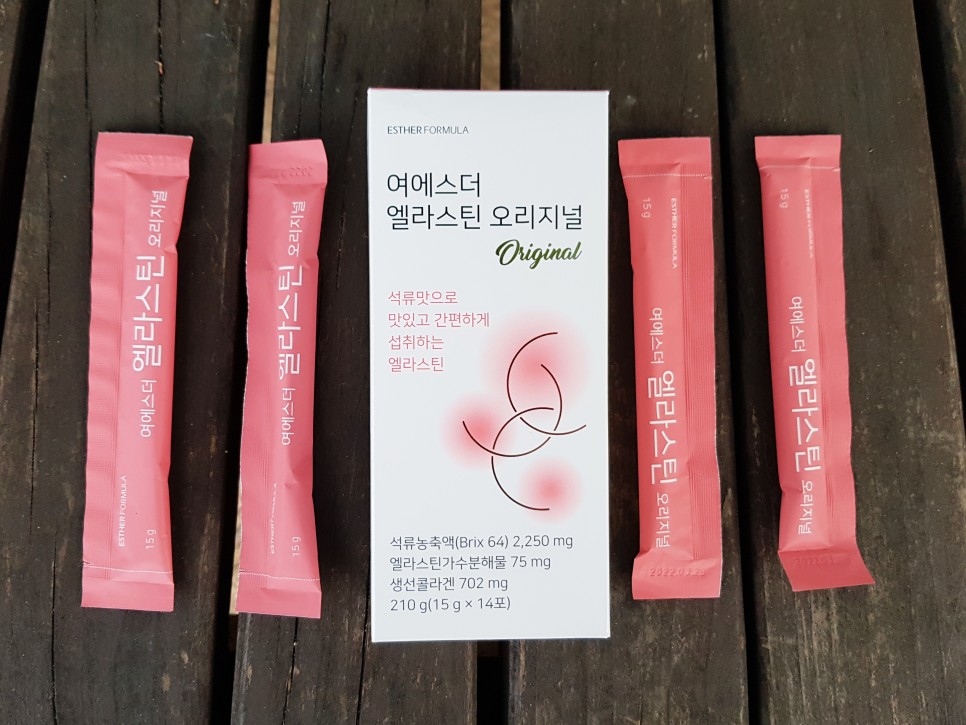 여에스더 엘라스틴 오리지널
ESTHER FORMULA
15 g
여에스더 엘라스틴 오리지널
ESTHER FORMULA
15 g
ESTHER FORMULA
여에스더
엘라스틴 오리지널
Original
석류맛으로
맛있고 간편하게
섭취하는
엘라스틴
석류농축액(Brix 64) 2,250 mg
엘라스틴가수분해물 75 mg
생선콜라겐 702 mg
210 g(15 g × 14포)
15 g
ESTHER FORMULA
여에스더 엘라스틴 오리지널
15 g
ESTHER FORMULA
여에스더 엘라스틴 오리지널